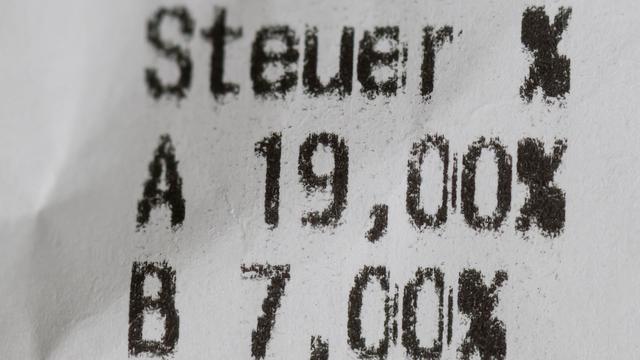 Steuer %
A 19,00%
B 7,00%